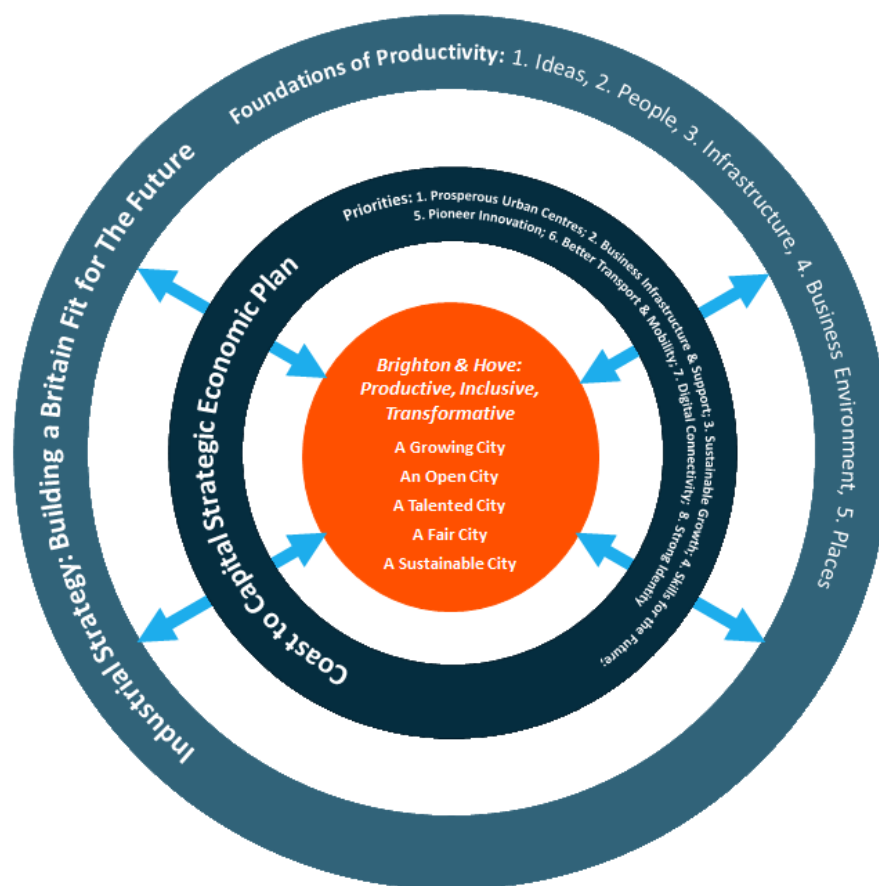 Industrial Strategy: Building a Britain Fit for The Future
Foundations of Productivity: 1. Ideas, 2. People, 3. Infrastructure, 4. Business Environment, 5. Places
Coast to Capital Strategic Economic Plan
Priorities: 1. Prosperous Urban Centres; 2. Business Infrastructure & Support; 3. Sustainable Growth; 4. Skills for the Future;
5. Pioneer Innovation; 6. Better Transport & Mobility; 7. Digital Connectivity; 8. Strong Identity
Brighton & Hove:
Productive, Inclusive,
Transformative
A Growing City
An Open City
A Talented City
A Fair City
A Sustainable City